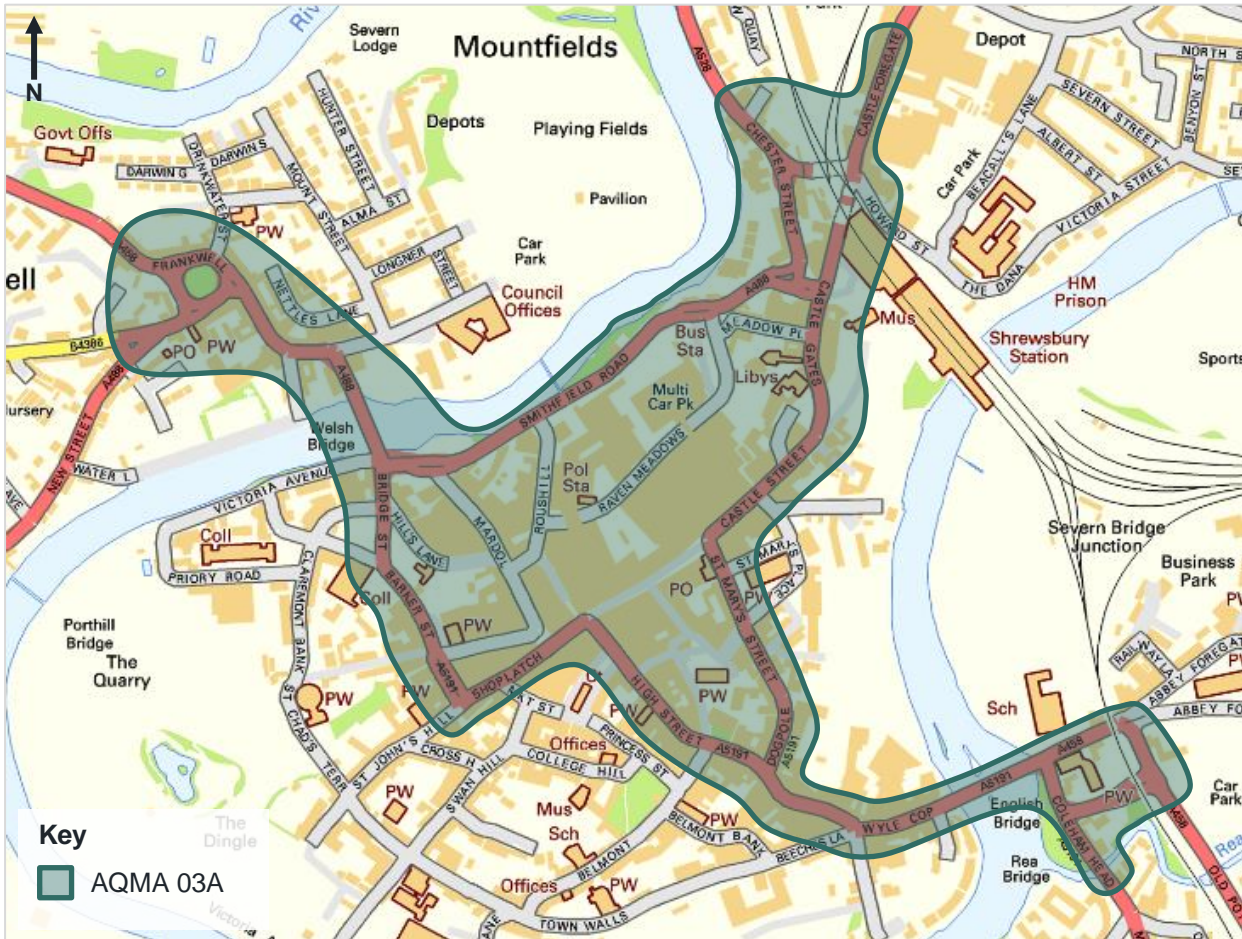 Severn
Lodge
Mountfields
Depot
N
Govt Offs
Depots
Playing Fields
Pavilion
HUNTER STREET
DRINKWATER ST
DARWIN S
DARWIN G
MOUNT STREET
ALMA ST
PW
LONGNER STREET
Car
Park
Council
Offices
A528
CHESTER STREET
CASTLE FOREGATE
HOWARD ST
Car Park
BEACALL'S LANE
SEVERN STREET
ALBERT ST
VICTORIA STREET
BENYON ST
NORTH S
THE DANA
HM
Prison
Shrewsbury
Station
Mus
Sports
A488
FRANKWELL
ell
NETTLES LANE
B4386
PO
PW
A488
A488
NEW STREET
WATER L
Welsh
Bridge
VICTORIA AVENUE
A488
SMITHFIELD ROAD
Bus
Sta
MEADOW PL
Libys
CASTLE GATES
Multi
Car Pk
RAVEN MEADOWS
Pol
Sta
ROUSHILL
MARDOL
HILL'S LANE
BRIDGE ST
BARKER ST
Coll
Coll
PRIORY ROAD
CLAREMONT BANK
Porthill
Bridge
The
Quarry
CASTLE STREET
ST MARY'S PLACE
PO
PW
ST MARY'S STREET
Severn Bridge
Junction
Business
Park
PW
RAILWAY LA
ABBEY FOREGAT
ABBEY FO
Sch
PW
A5191
SHOPLATCH
HIGH STREET
PW
PW
PW
DOGPOLE
A5191
A5191
ST CHAD'S TERR
PW
ST JOHN'S HILL
CROSS H
SWAN HILL
COLLEGE HILL
PRINCESS ST
Offices
Mus
Sch
BELMONT
BELMONT BANK
PW
BEECHES LA
WYLE COP
A5191
A458
English
Bridge
COLEHAM HEAD
PW
A458
Car
Park
Rea
Bridge
OLD POT
PW
The
Dingle
Offices
PW
TOWN WALLS
Key
AQMA 03A